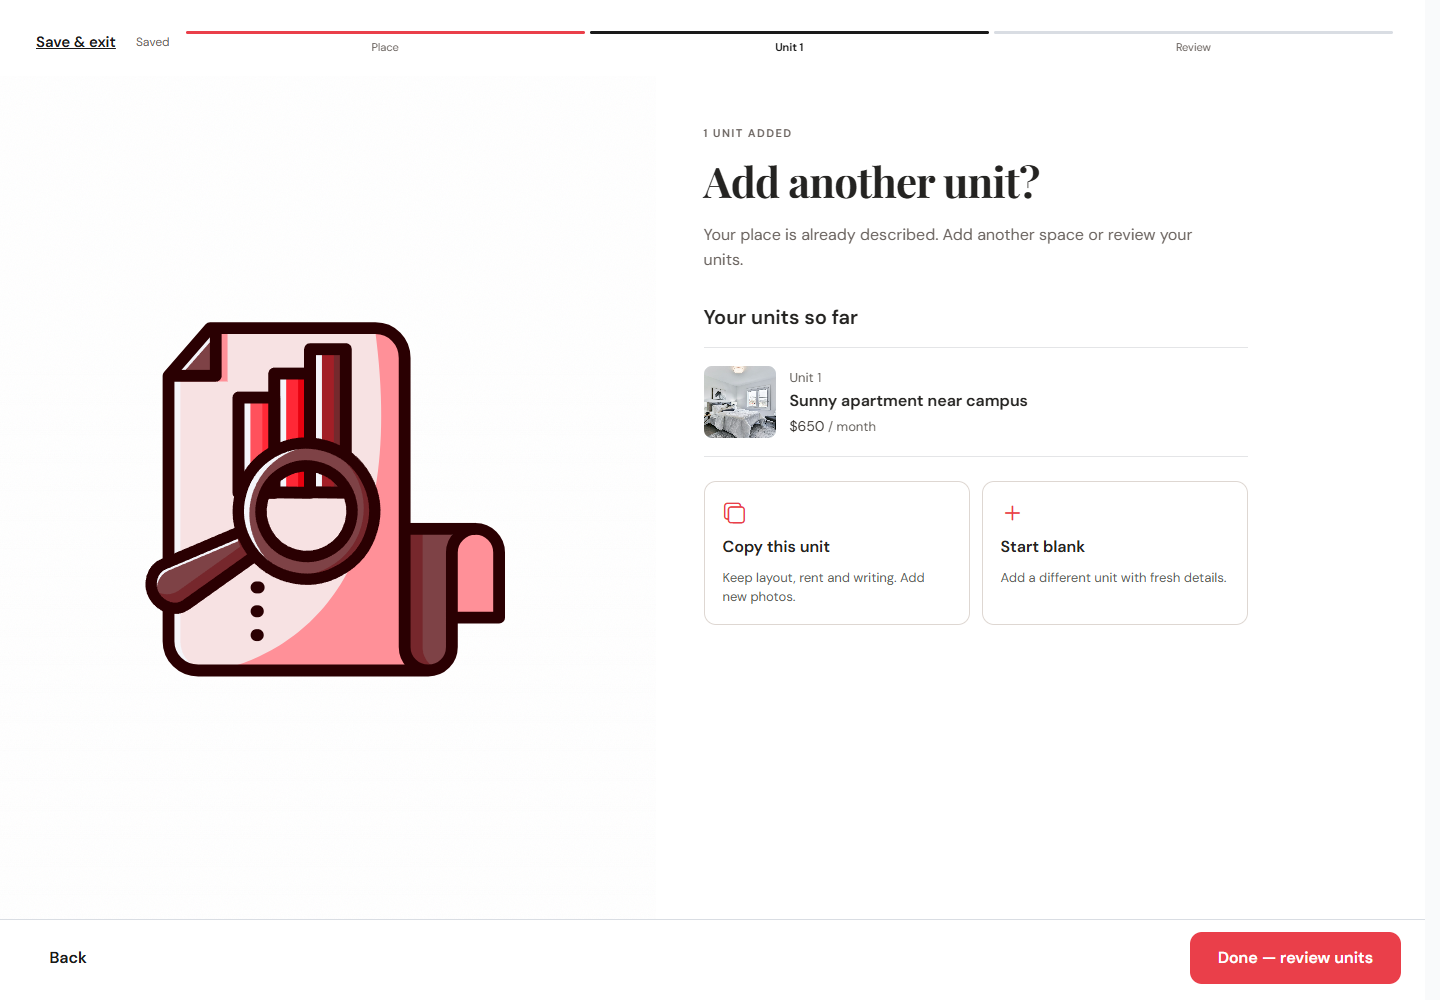 Save & exit
Saved
Place
Unit 1
Review
1 UNIT ADDED
Add another unit?
Your place is already described. Add another space or review your
units.
Your units so far
Unit 1
Sunny apartment near campus
$650 / month
Copy this unit
Keep layout, rent and writing. Add
new photos.
Start blank
Add a different unit with fresh details.
Back
Done — review units